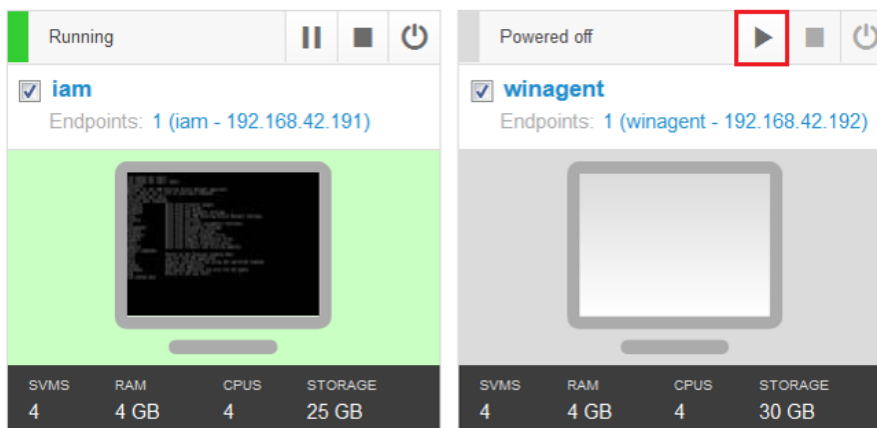 Running
iam
Endpoints: 1 (iam - 192.168.42.191)
SVMS RAM CPUS STORAGE
4 4 GB 4 25 GB
Powered off
winagent
Endpoints: 1 (winagent - 192.168.42.192)
SVMS RAM CPUS STORAGE
4 4 GB 4 30 GB